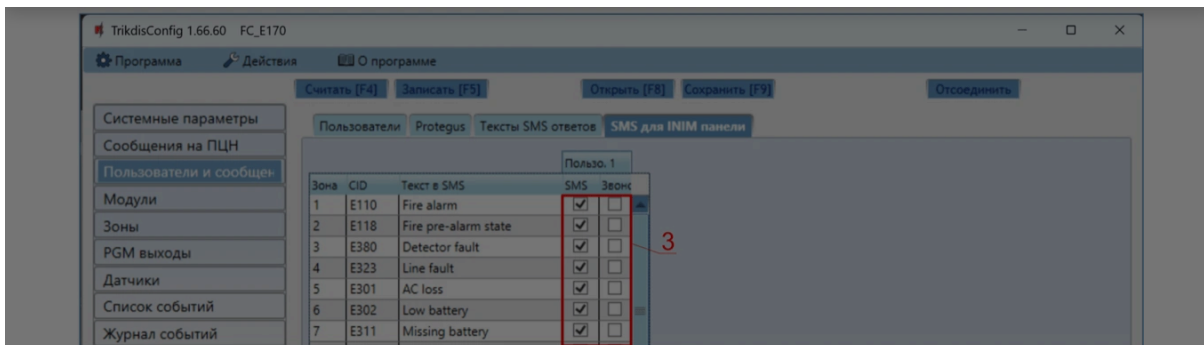 TrikdisConfig 1.66.60 FC_E170
Программа Действия О программе
Считать [F4] Записать [F5] Открыть [F8] Сохранить [F9] Отсоединить
Системные параметры
Сообщения на ПЦН
Пользователи и сообщен
Модули
Зоны
PGM выходы
Датчики
Список событий
Журнал событий
Пользователи Protegus Тексты SMS ответов SMS для INIM панели
Пользо. 1
Зона CID Текст в SMS SMS Звонс
1 E110 Fire alarm
2 E118 Fire pre-alarm state
3 E380 Detector fault
4 E323 Line fault
5 E301 AC loss
6 E302 Low battery
7 E311 Missing battery
3